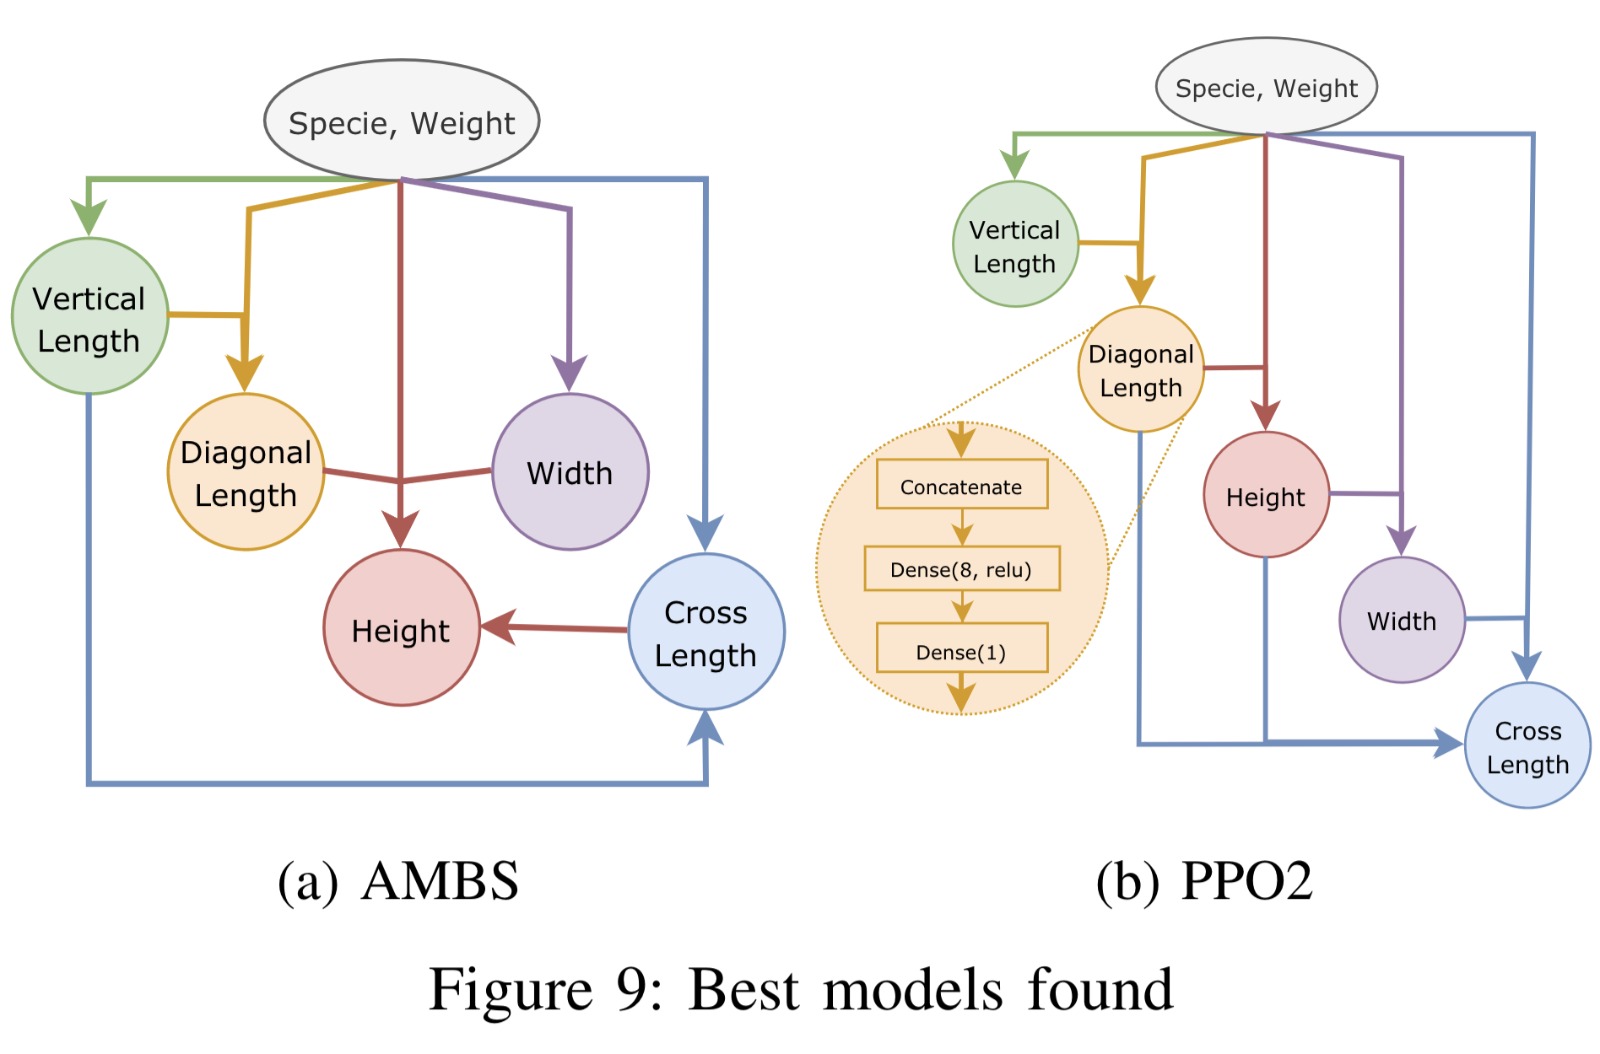 Specie, Weight
Vertical
Length
Diagonal
Length
Width
Height
Cross
Length
(a) AMBS
Specie, Weight
Vertical
Length
Diagonal
Length
Concatenate
Dense(8, relu)
Dense(1)
Height
Width
Cross
Length
(b) PPO2
Figure 9: Best models found